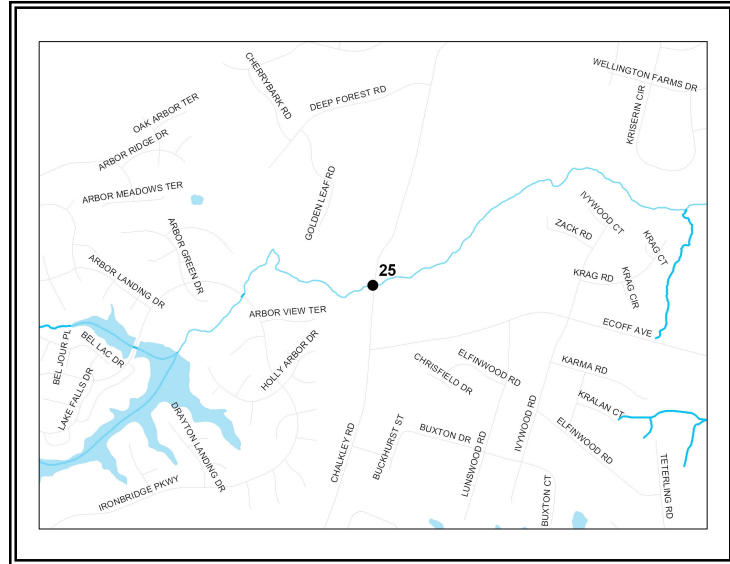 WELLINGTON FARMS DR
CHERRYBARK RD
DEEP FOREST RD
KRISERIN CIR
OAK ARBOR TER
ARBOR RIDGE DR
ARBOR MEADOWS TER
GOLDEN LEAF RD
IVYWOOD CT
ZACK RD
KRAG CT
ARBOR GREEN DR
ARBOR LANDING DR
25
KRAG RD
KRAG CIR
ARBOR VIEW TER
ECOFF AVE
BEL JOUR PL
BEL LAC DR
HOLLY ARBOR DR
ELFINWOOD RD
CHRISFIELD DR
KARMA RD
LAKE FALLS DR
KRALAN CT
DRAYTON LANDING DR
CHALKLEY RD
BUCKHURST ST
BUXTON DR
IVYWOOD RD
ELFINWOOD RD
LUNSWOOD RD
IRONBRIDGE PKWY
BUXTON CT
TETERLING RD